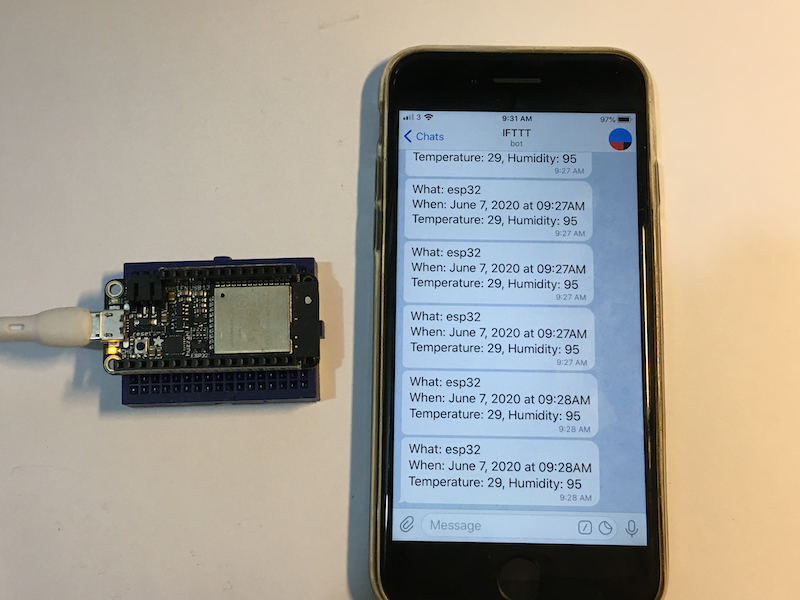 3 9:31 AM 97%
Chats IFTTT
bot
Temperature: 29, Humidity: 95
9:27 AM
What: esp32
When: June 7, 2020 at 09:27AM
Temperature: 29, Humidity: 95
9:27 AM
What: esp32
When: June 7, 2020 at 09:27AM
Temperature: 29, Humidity: 95
9:27 AM
What: esp32
When: June 7, 2020 at 09:27AM
Temperature: 29, Humidity: 95
9:27 AM
What: esp32
When: June 7, 2020 at 09:28AM
Temperature: 29, Humidity: 95
9:28 AM
What: esp32
When: June 7, 2020 at 09:28AM
Temperature: 29, Humidity: 95
9:28 AM
Message
reset
ESP32